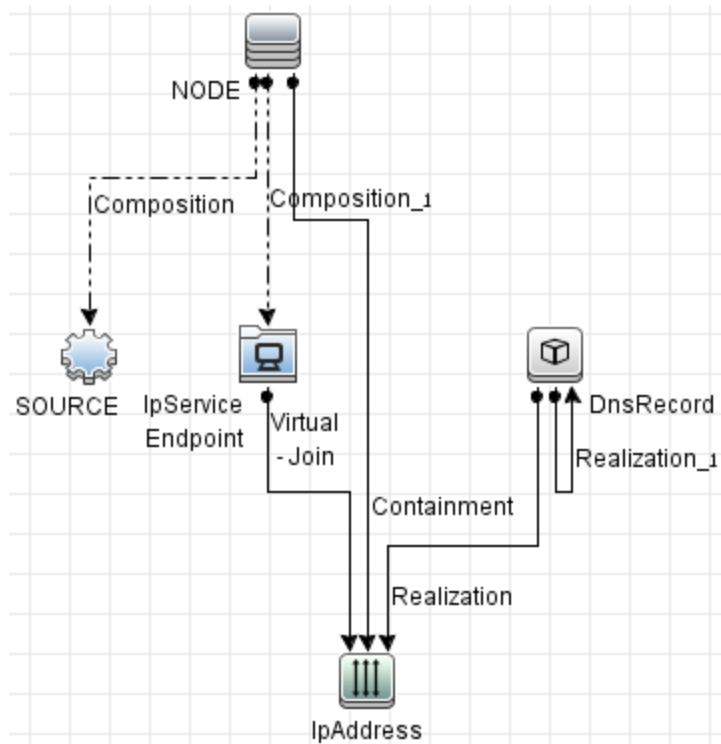 NODE
Composition
Composition_1
SOURCE
IpService
Endpoint
Virtual
- Join
DnsRecord
Realization_1
Containment
Realization
IpAddress